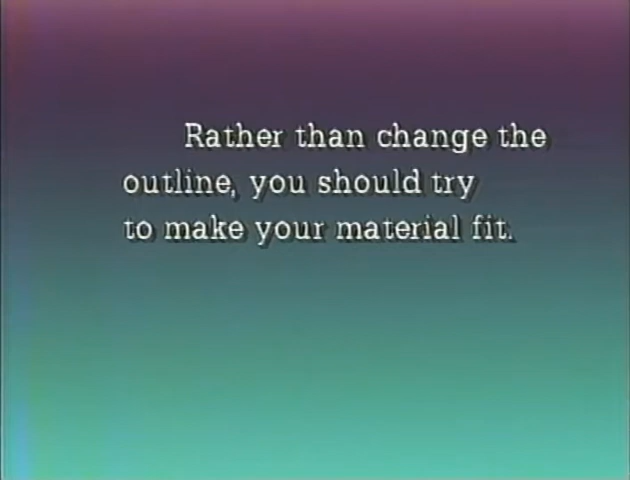 Rather than change the
outline, you should try
to make your material fit.